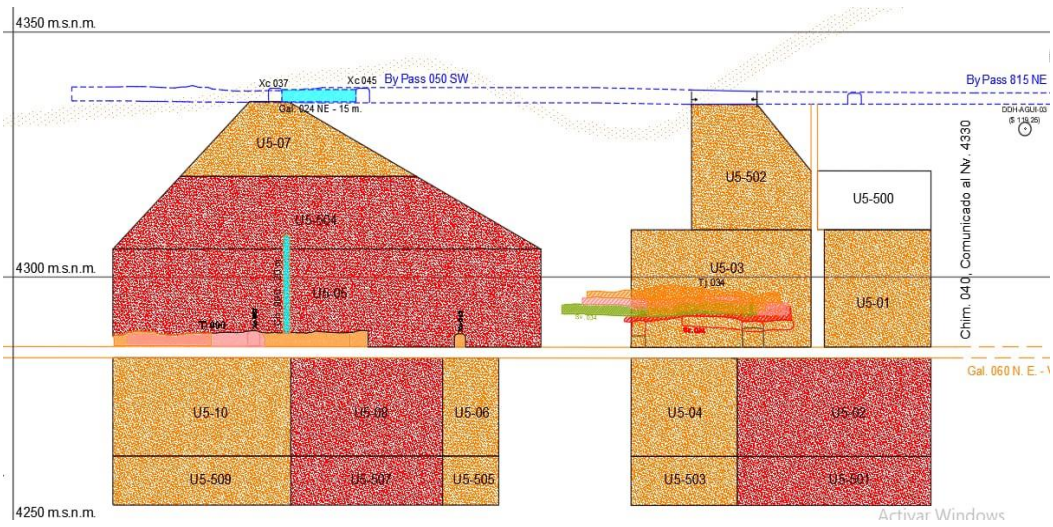 4350 m.s.n.m.
Xc 037
Xc 045
By Pass 050 SW
By Pass 815 NE
Gal. 024 NE - 15 m.
DDH-AGUI-03
(S 119.25)
U5-07
U5-502
U5-500
U5-504
U5-03
4300 m.s.n.m.
Tj 034
U5-05
U5-01
Chim. 040, Comunicado al Nv. 4330
Gal. 060 N. E. - V
U5-10
U5-08
U5-06
U5-04
U5-02
U5-509
U5-507
U5-505
U5-503
U5-501
4250 m.s.n.m.
Activar Windows